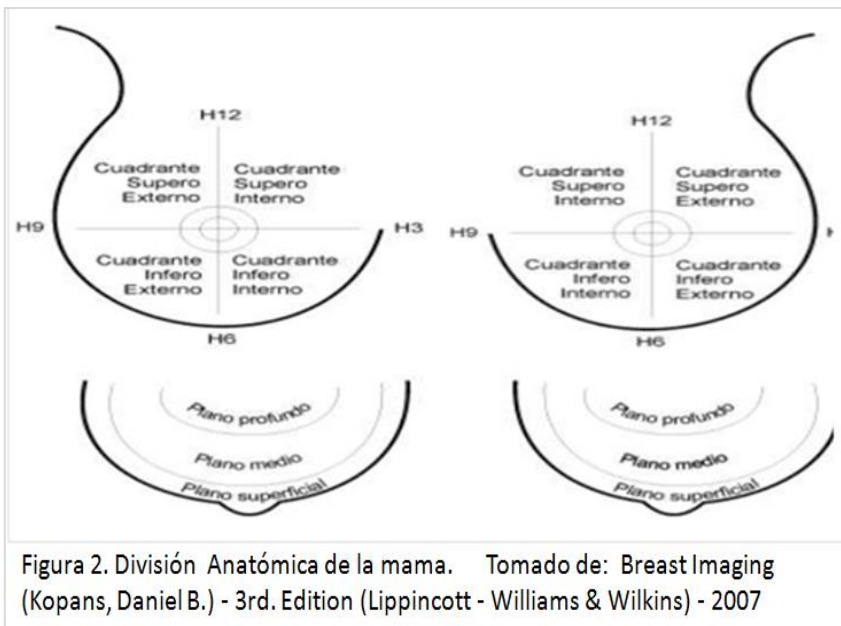 H12
Cuadrante
Supero
Externo
Cuadrante
Supero
Interno
H9
H3
Cuadrante
Infero
Externo
Cuadrante
Infero
Interno
H6
H12
Cuadrante
Supero
Interno
Cuadrante
Supero
Externo
H9
Cuadrante
Infero
Interno
Cuadrante
Infero
Externo
H6
Plano profundo
Plano medio
Plano superficial
Plano profundo
Plano medio
Plano superficial
Figura 2. División Anatómica de la mama. Tomado de: Breast Imaging
(Kopans, Daniel B.) - 3rd. Edition (Lippincott - Williams & Wilkins) - 2007